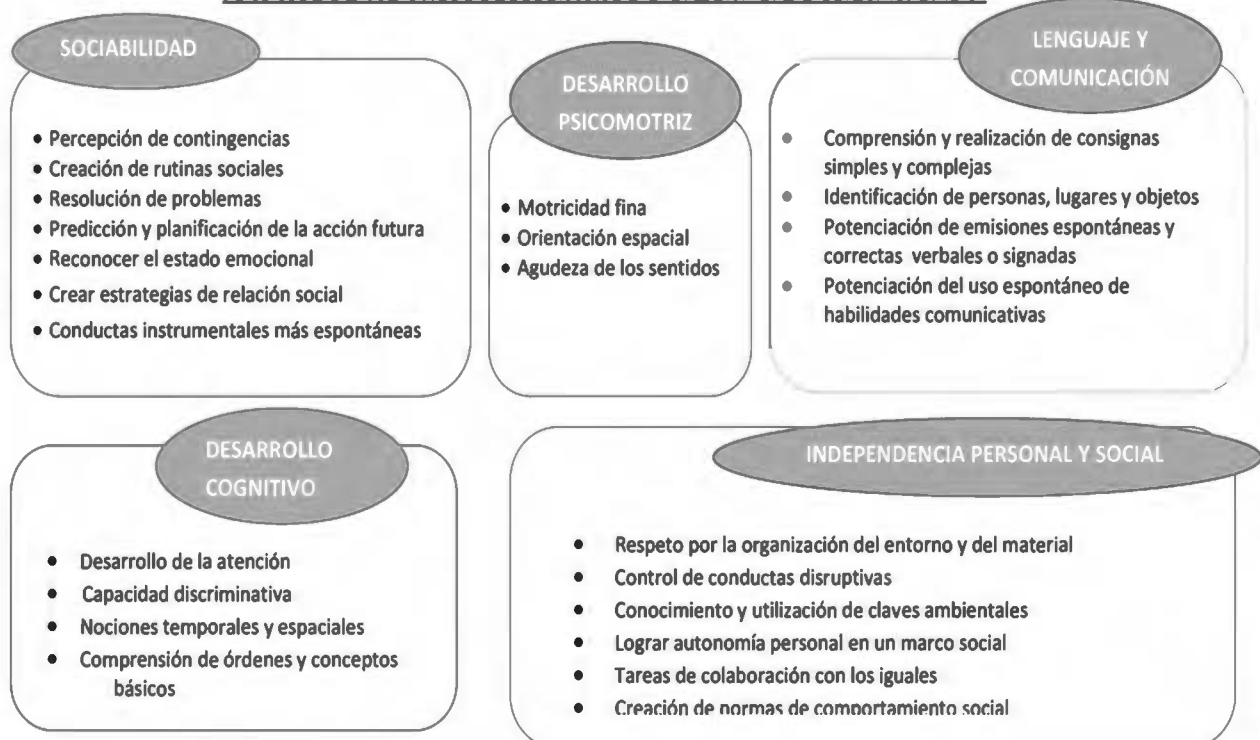 SOCIABILIDAD
• Percepción de contingencias
• Creación de rutinas sociales
• Resolución de problemas
• Predicción y planificación de la acción futura
• Reconocer el estado emocional
• Crear estrategias de relación social
• Conductas instrumentales más espontáneas
DESARROLLO
PSICOMOTRIZ
• Motricidad fina
• Orientación espacial
• Agudeza de los sentidos
LENGUAJE Y
COMUNICACIÓN
• Comprensión y realización de consignas
simples y complejas
• Identificación de personas, lugares y objetos
• Potenciación de emisiones espontáneas y
correctas verbales o signadas
• Potenciación del uso espontáneo de
habilidades comunicativas
DESARROLLO
COGNITIVO
• Desarrollo de la atención
• Capacidad discriminativa
• Nociones temporales y espaciales
• Comprensión de órdenes y conceptos
básicos
INDEPENDENCIA PERSONAL Y SOCIAL
• Respeto por la organización del entorno y del material
• Control de conductas disruptivas
• Conocimiento y utilización de claves ambientales
• Lograr autonomía personal en un marco social
• Tareas de colaboración con los iguales
• Creación de normas de comportamiento social